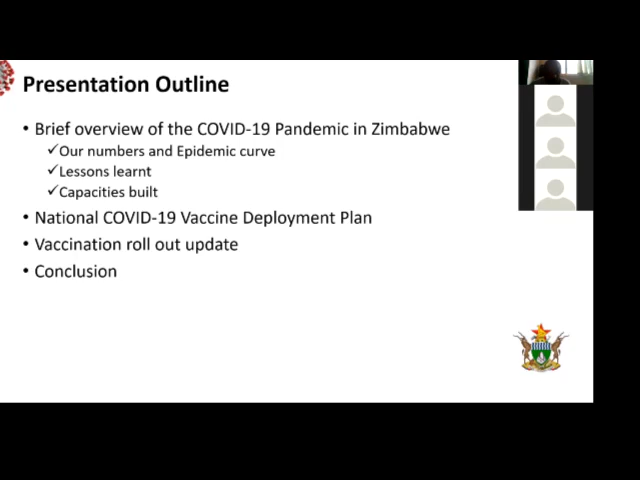 Presentation Outline
• Brief overview of the COVID-19 Pandemic in Zimbabwe
✓Our numbers and Epidemic curve
✓Lessons learnt
✓Capacities built
• National COVID-19 Vaccine Deployment Plan
• Vaccination roll out update
• Conclusion